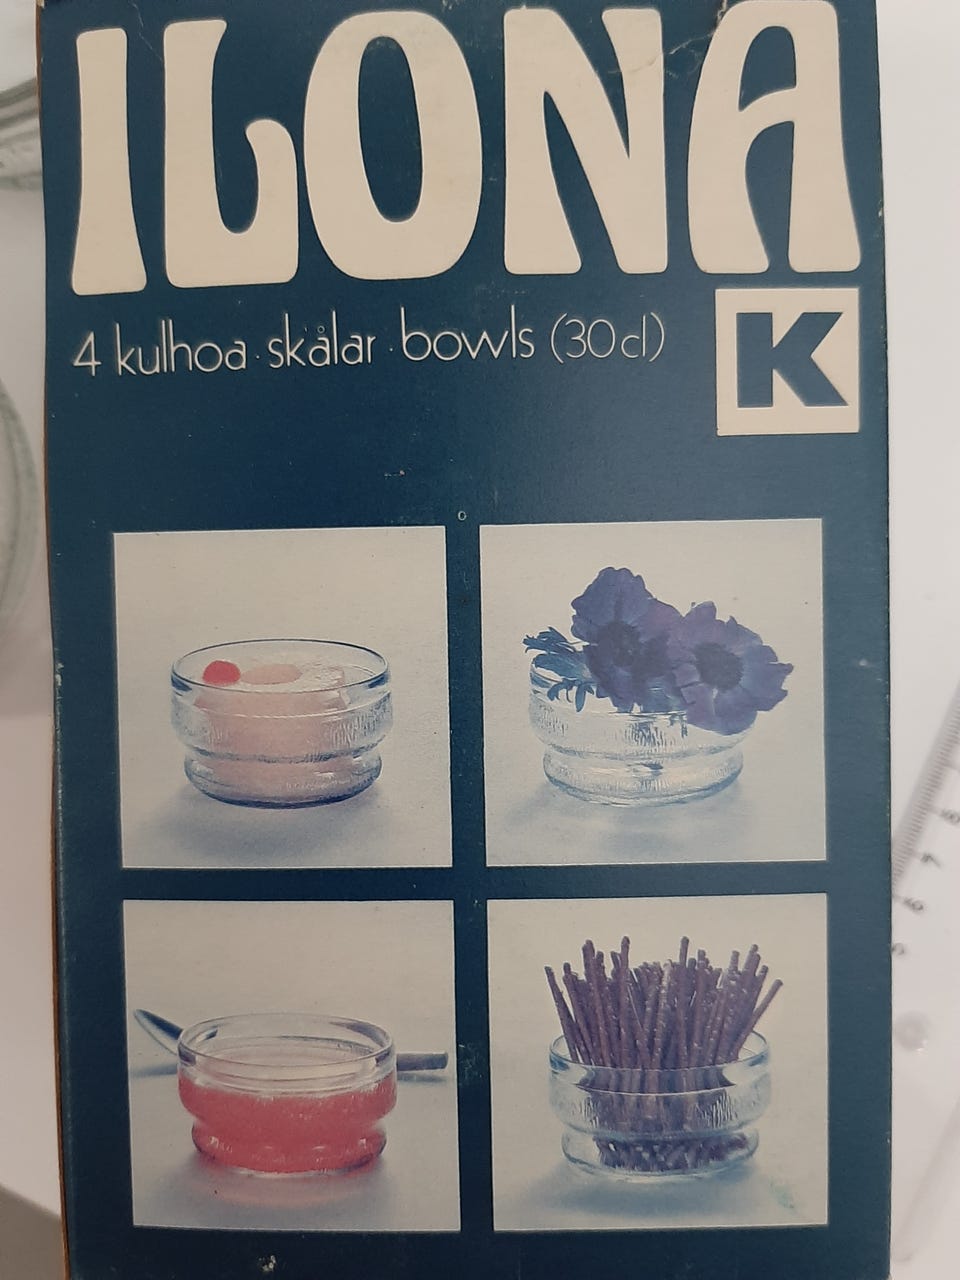 ILONA
4 kulhoa · skålar · bowls (30 cl)
K